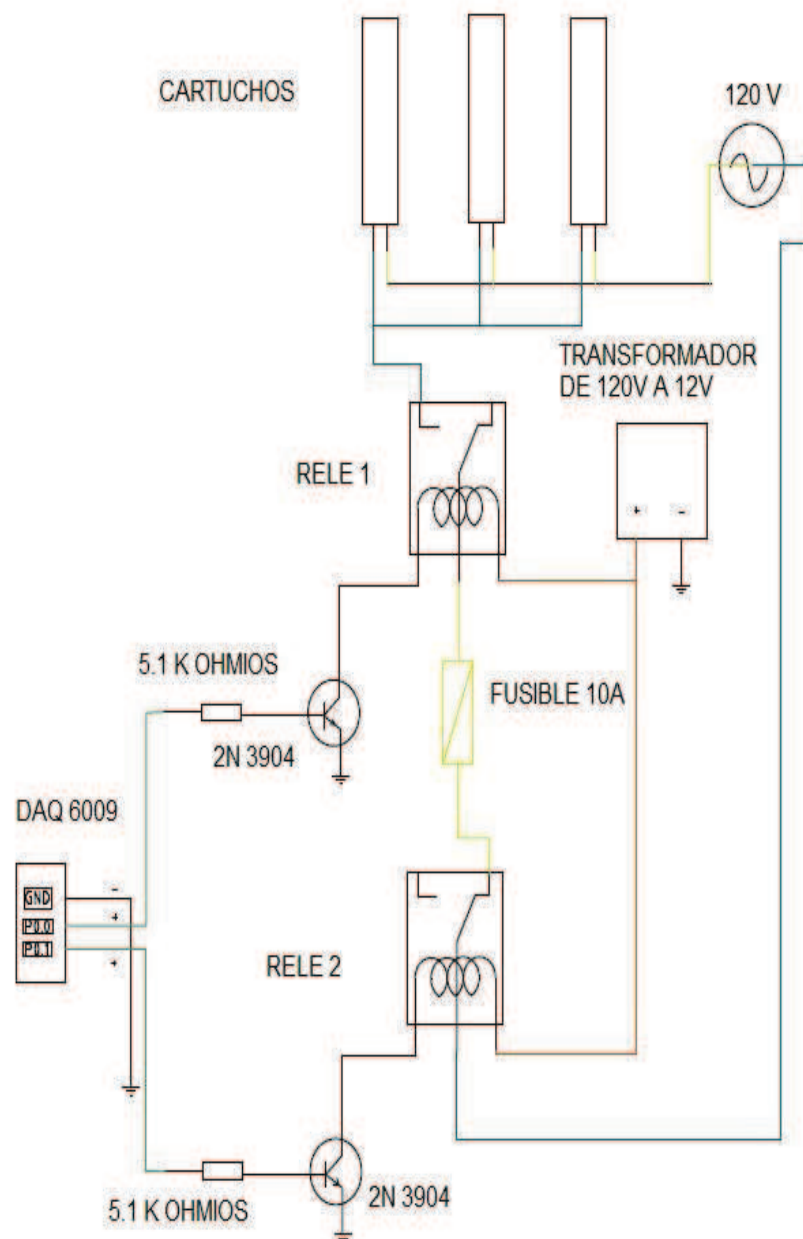 CARTUCHOS
120 V
TRANSFORMADOR
DE 120V A 12V
+ -
RELE 1
5.1 K OHMIOS
FUSIBLE 10A
2N 3904
DAQ 6009
GND
-
+
P0.0
P0.1
+
RELE 2
5.1 K OHMIOS
2N 3904